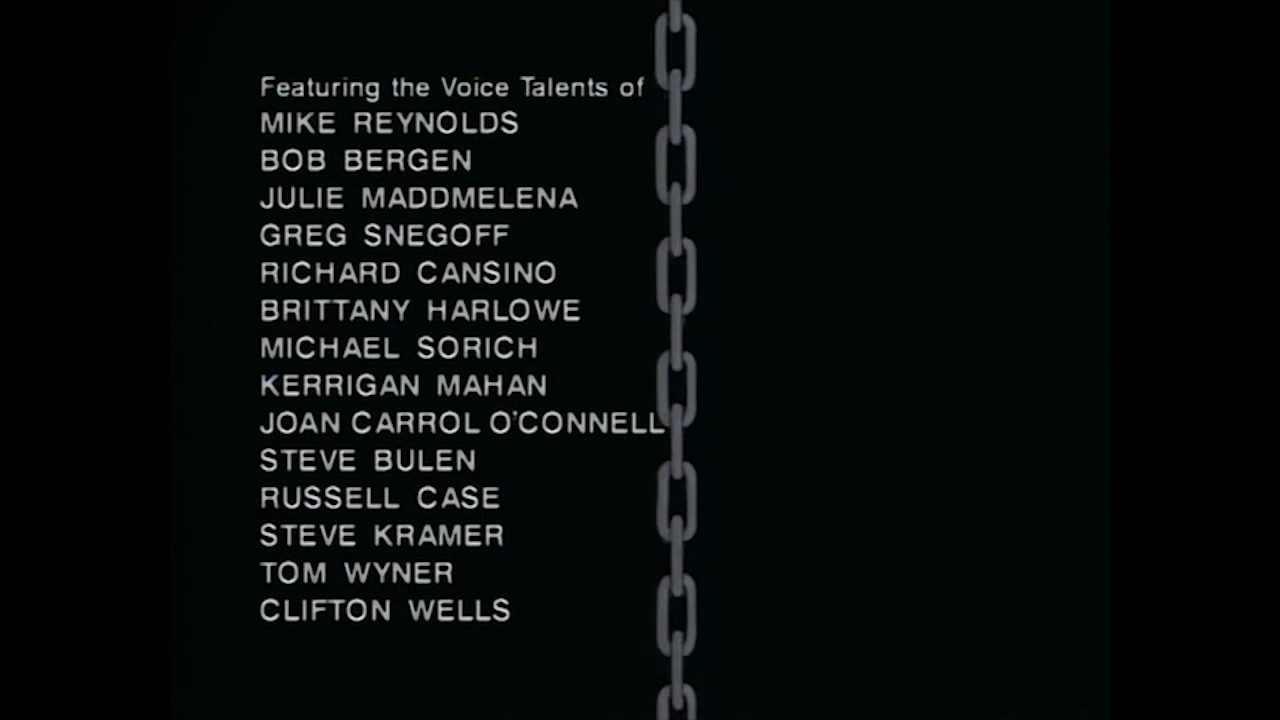 Featuring the Voice Talents of
MIKE REYNOLDS
BOB BERGEN
JULIE MADDMELENA
GREG SNEGOFF
RICHARD CANSINO
BRITTANY HARLOWE
MICHAEL SORICH
KERRIGAN MAHAN
JOAN CARROL O'CONNELL
STEVE BULEN
RUSSELL CASE
STEVE KRAMER
TOM WYNER
CLIFTON WELLS